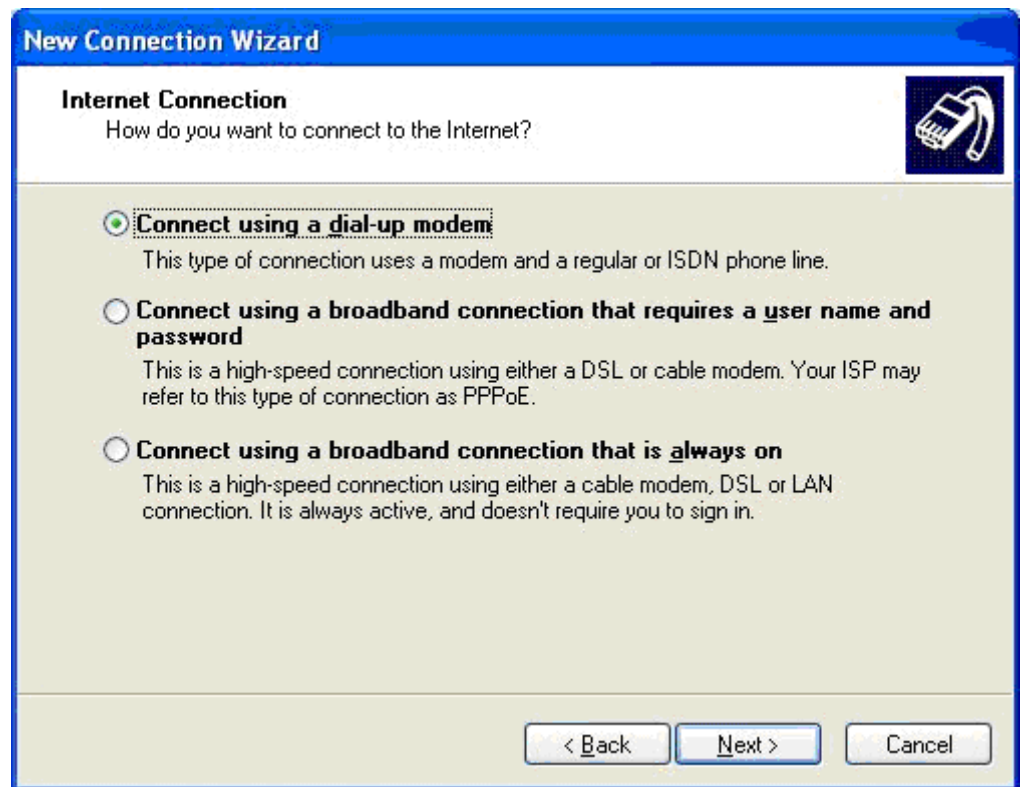 New Connection Wizard
Internet Connection
How do you want to connect to the Internet?
Connect using a dial-up modem
This type of connection uses a modem and a regular or ISDN phone line.
Connect using a broadband connection that requires a user name and
password
This is a high-speed connection using either a DSL or cable modem. Your ISP may
refer to this type of connection as PPPoE.
Connect using a broadband connection that is always on
This is a high-speed connection using either a cable modem, DSL or LAN
connection. It is always active, and doesn't require you to sign in.
< Back Next > Cancel